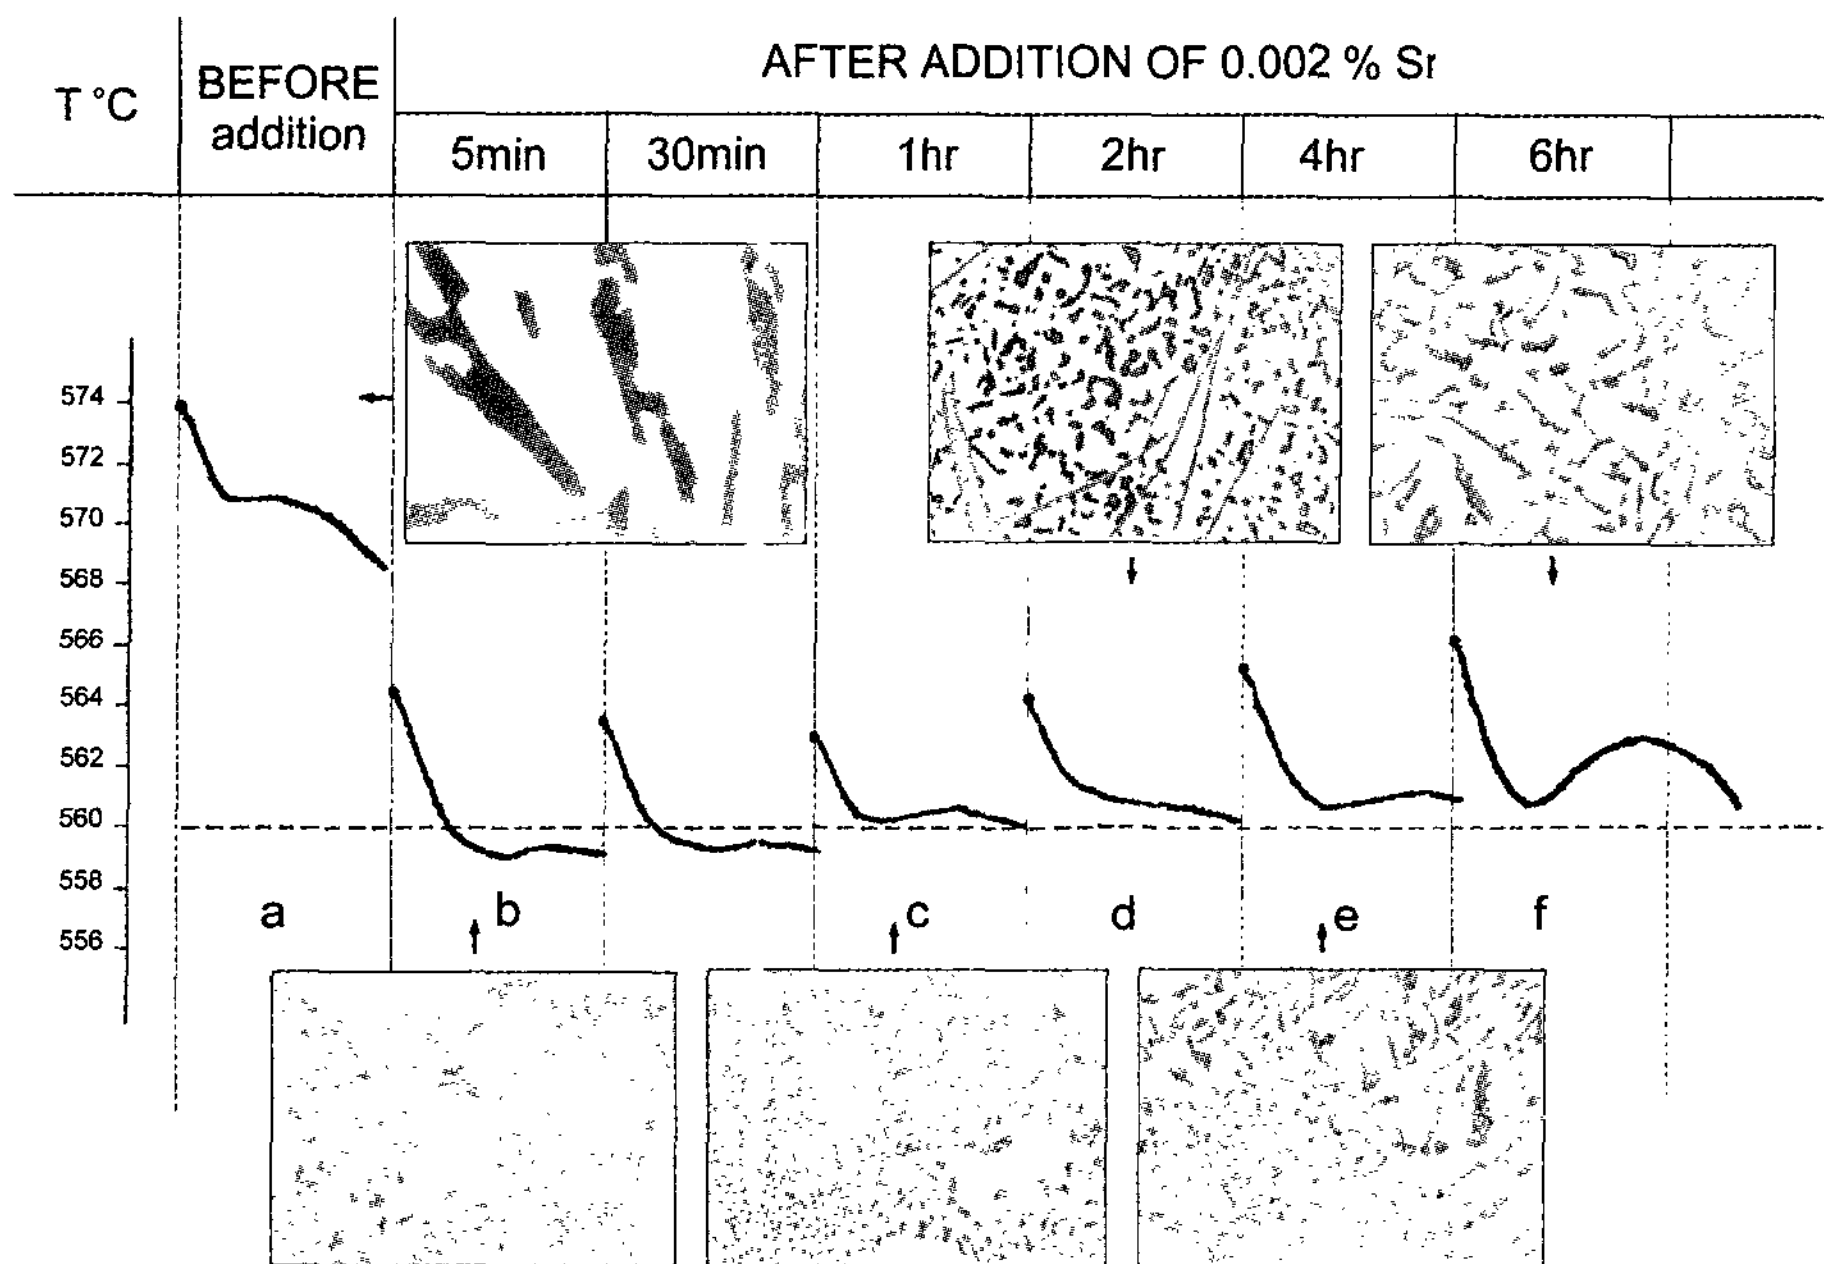 T °C
BEFORE
addition
AFTER ADDITION OF 0.002 % Sr
5min
30min
1hr
2hr
4hr
6hr
574
572
570
568
566
564
562
560
558
556
a
b
c
d
e
f